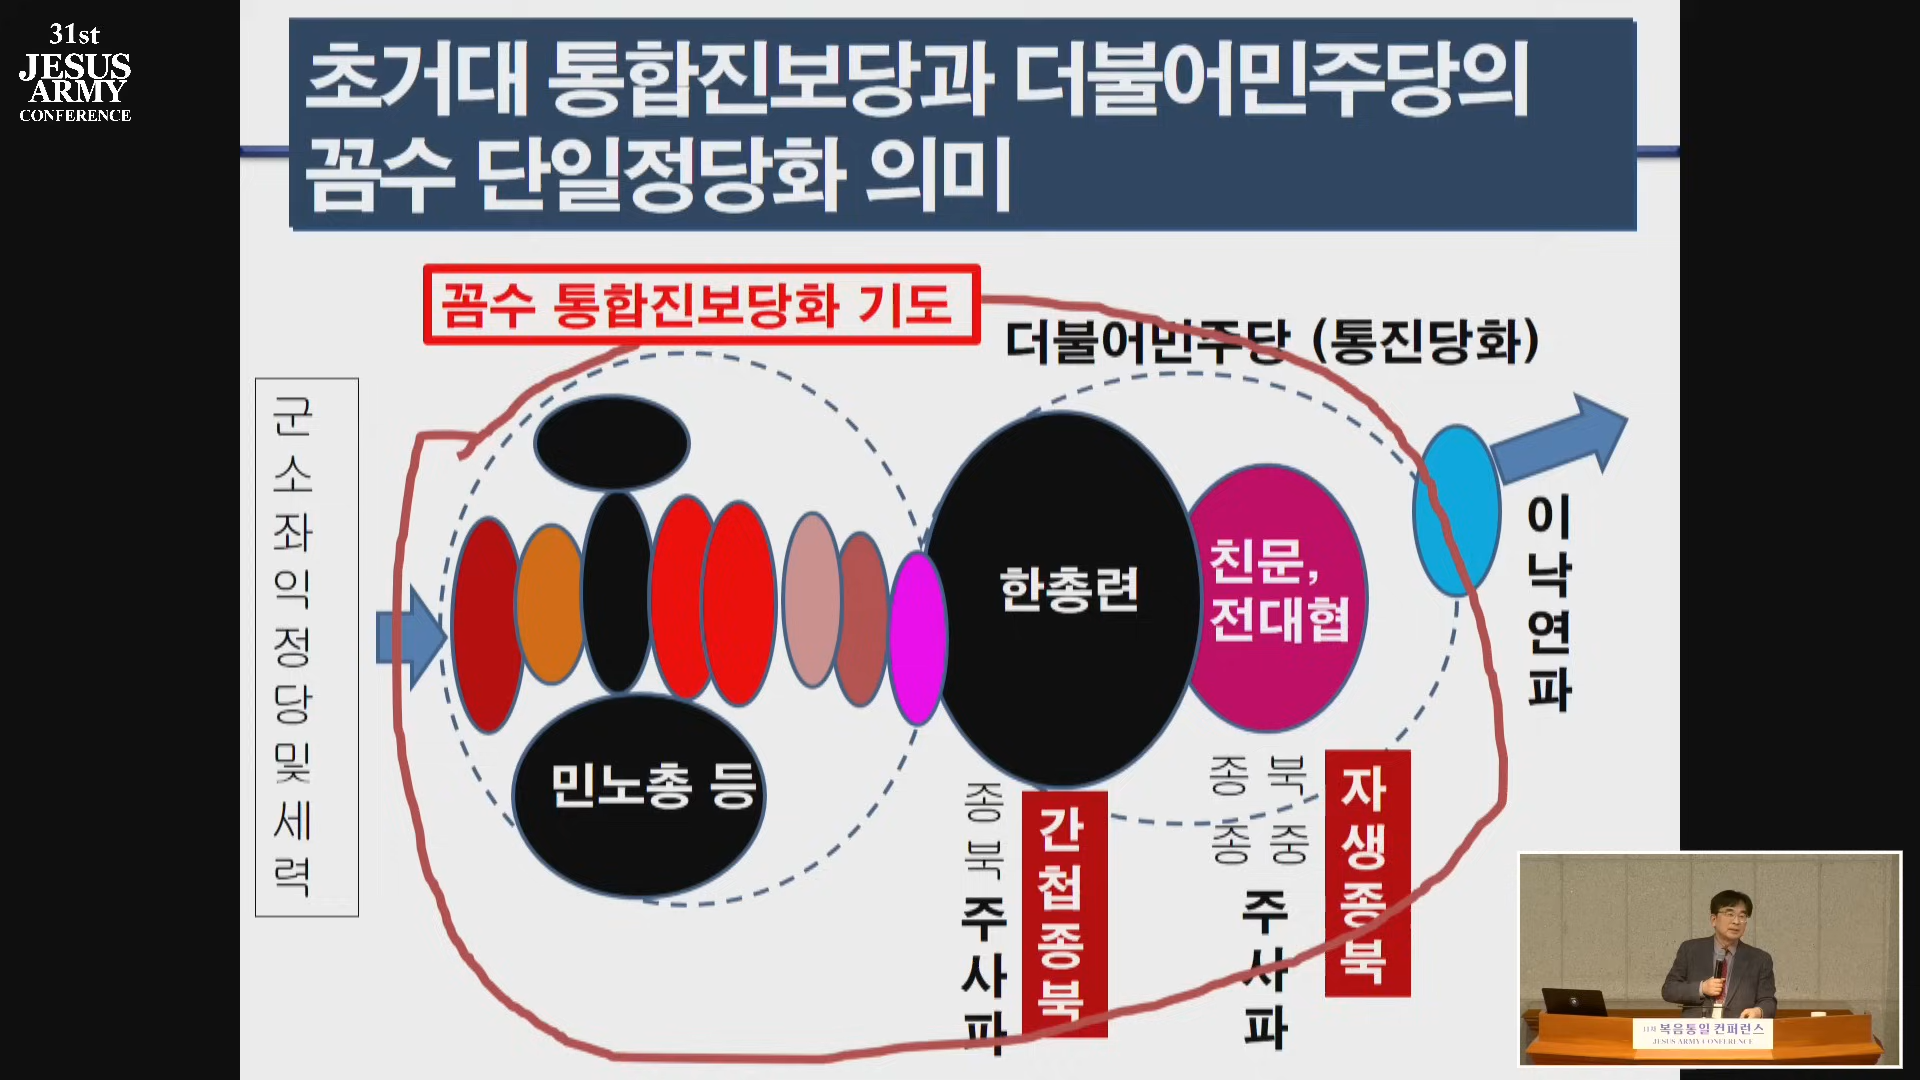 31st
JESUS
ARMY
CONFERENCE
초거대 통합진보당과 더불어민주당의
꼼수 단일정당화 의미
꼼수 통합진보당화 기도
더불어민주당 (통진당화)
군소좌익정당및세력
한총련
친문,
전대협
민노총 등
이낙연파
종북주사파
간첩종북
종북
종중
주사파
자생종북
복음통일 컨퍼런스
JESUS ARMY CONFERENCE